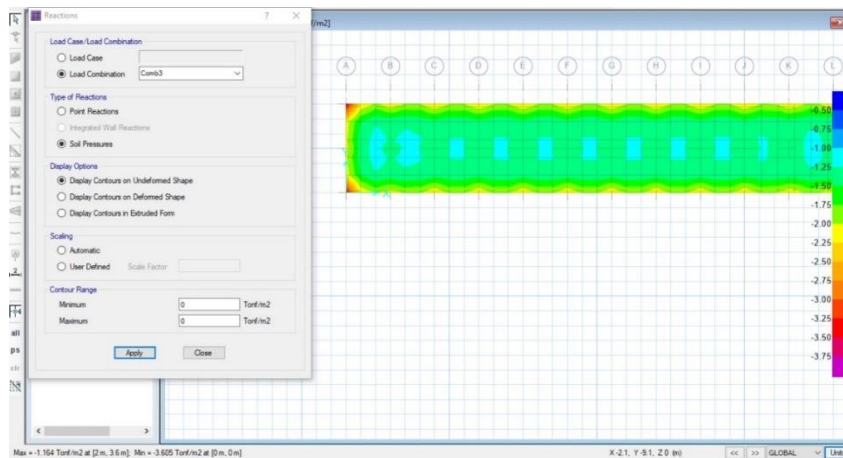 Reactions
? ×
/m2]
Load Case/Load Combination
Load Case
Load Combination Comb3
Type of Reactions
Point Reactions
Integrated Wall Reactions
Soil Pressures
Display Options
Display Contours on Undeformed Shape
Display Contours on Deformed Shape
Display Contours in Extruded Form
Scaling
Automatic
User Defined Scale Factor
Contour Range
Minimum 0 Tonf/m2
Maximum 0 Tonf/m2
Apply Close
A B C D E F G H I J K L
-0.50
-0.75
-1.00
-1.25
-1.50
-1.75
-2.00
-2.25
-2.50
-2.75
-3.00
-3.25
-3.50
-3.75
all
ps
clr
Max = -1.164 Tonf/m2 at [2 m, 3.6 m]; Min = -3.605 Tonf/m2 at [0 m, 0 m]
X -2.1, Y -9.1, Z 0 (m)
<< >> GLOBAL Unit